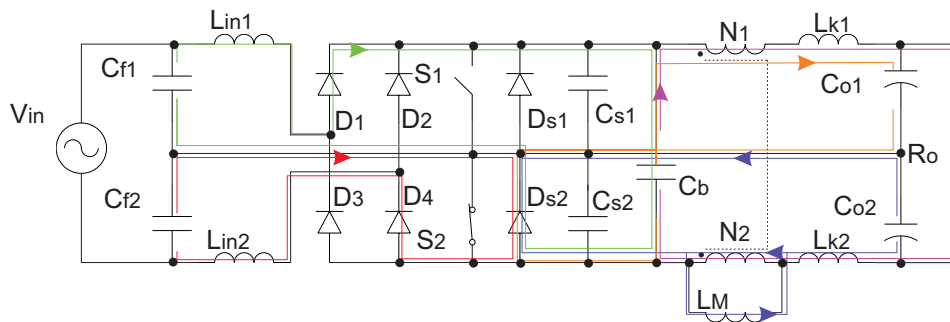 Lin1
N1
Lk1
Cf1
S1
Co1
Vin
D1
D2
Ds1
Cs1
Ro
Cf2
D3
D4
Ds2
Cs2
Cb
Co2
Lin2
S2
N2
Lk2
LM